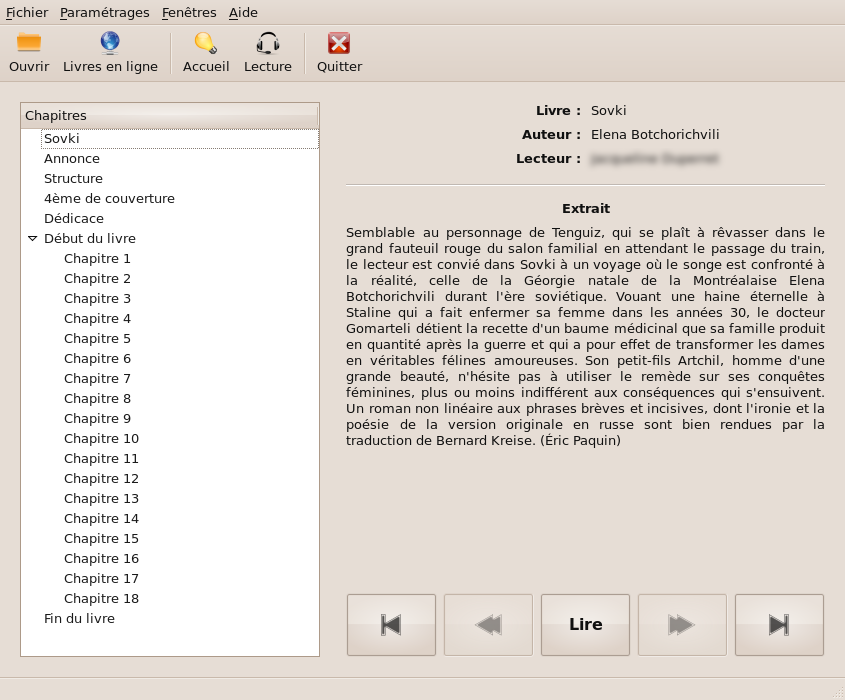 Fichier Paramétrages Fenêtres Aide
Ouvrir Livres en ligne Accueil Lecture Quitter
Chapitres
Sovki
Annonce
Structure
4ème de couverture
Dédicace
Début du livre
Chapitre 1
Chapitre 2
Chapitre 3
Chapitre 4
Chapitre 5
Chapitre 6
Chapitre 7
Chapitre 8
Chapitre 9
Chapitre 10
Chapitre 11
Chapitre 12
Chapitre 13
Chapitre 14
Chapitre 15
Chapitre 16
Chapitre 17
Chapitre 18
Fin du livre
Livre : Sovki
Auteur : Elena Botchorichvili
Lecteur :
Extrait
Semblable au personnage de Tenguiz, qui se plaît à rêvasser dans le
grand fauteuil rouge du salon familial en attendant le passage du train,
le lecteur est convié dans Sovki à un voyage où le songe est confronté à
la réalité, celle de la Géorgie natale de la Montréalaise Elena
Botchorichvili durant l'ère soviétique. Vouant une haine éternelle à
Staline qui a fait enfermer sa femme dans les années 30, le docteur
Gomarteli détient la recette d'un baume médicinal que sa famille produit
en quantité après la guerre et qui a pour effet de transformer les dames
en véritables félines amoureuses. Son petit-fils Artchil, homme d'une
grande beauté, n'hésite pas à utiliser le remède sur ses conquêtes
féminines, plus ou moins indifférent aux conséquences qui s'ensuivent.
Un roman non linéaire aux phrases brèves et incisives, dont l'ironie et la
poésie de la version originale en russe sont bien rendues par la
traduction de Bernard Kreise. (Éric Paquin)
Lire